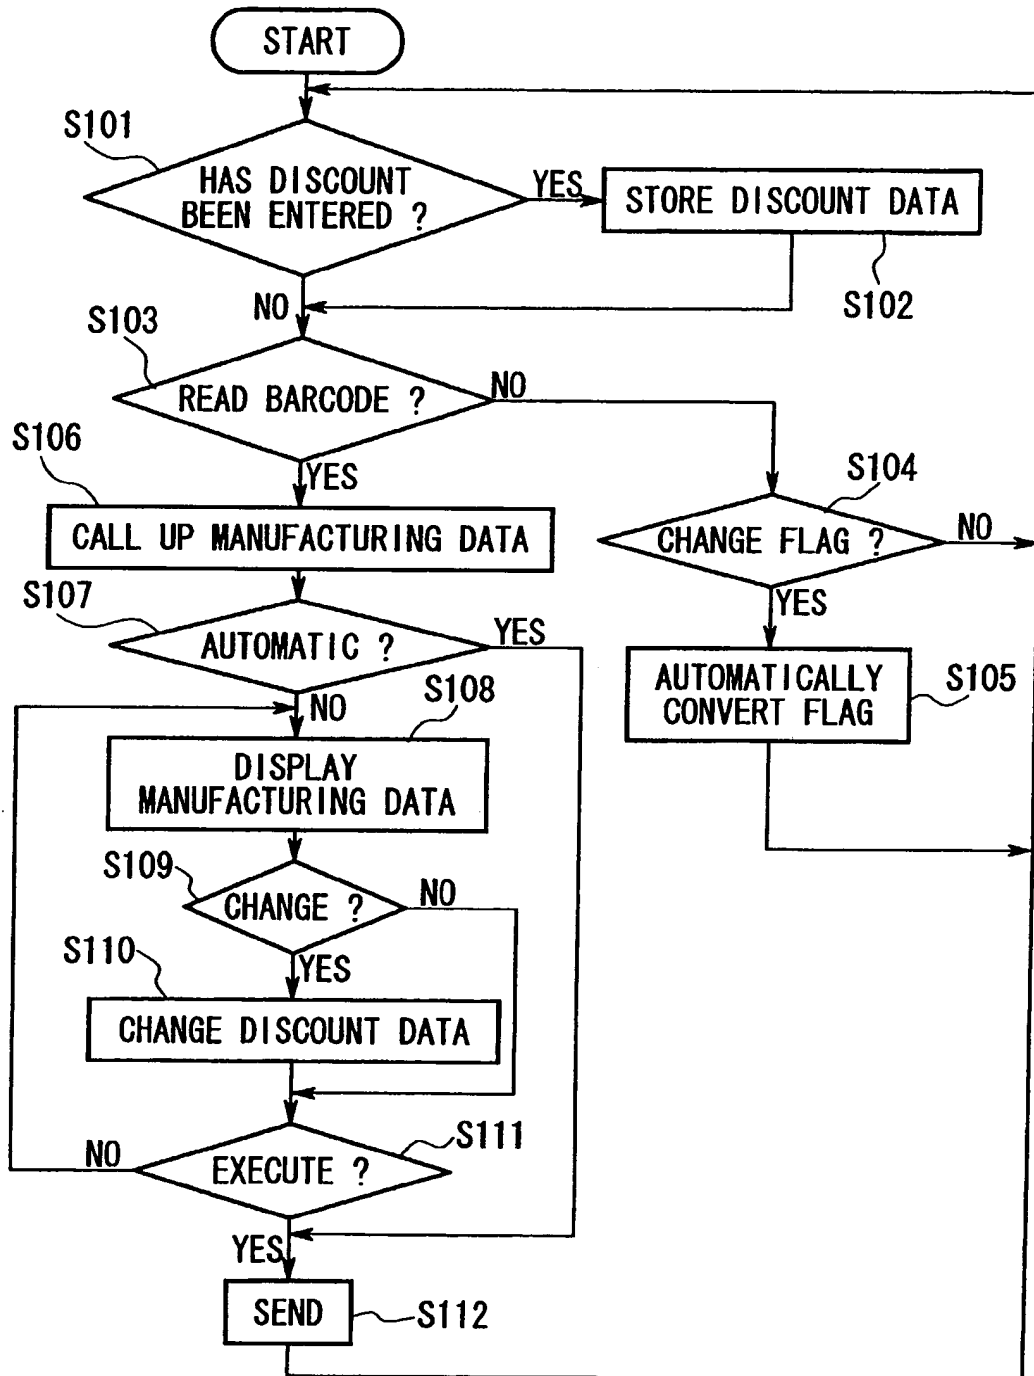 START
S101
HAS DISCOUNT
BEEN ENTERED ?
YES
STORE DISCOUNT DATA
S102
NO
S103
READ BARCODE ?
NO
S106
YES
S104
CALL UP MANUFACTURING DATA
CHANGE FLAG ?
NO
S107
YES
AUTOMATIC ?
YES
AUTOMATICALLY
CONVERT FLAG
S105
NO
S108
DISPLAY
MANUFACTURING DATA
S109
CHANGE ?
NO
S110
YES
CHANGE DISCOUNT DATA
S111
NO
EXECUTE ?
YES
SEND
S112